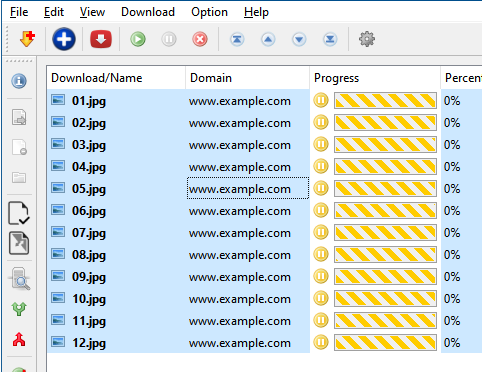 File Edit View Download Option Help
Download/Name Domain Progress Percent
01.jpg www.example.com 0%
02.jpg www.example.com 0%
03.jpg www.example.com 0%
04.jpg www.example.com 0%
05.jpg www.example.com 0%
06.jpg www.example.com 0%
07.jpg www.example.com 0%
08.jpg www.example.com 0%
09.jpg www.example.com 0%
10.jpg www.example.com 0%
11.jpg www.example.com 0%
12.jpg www.example.com 0%